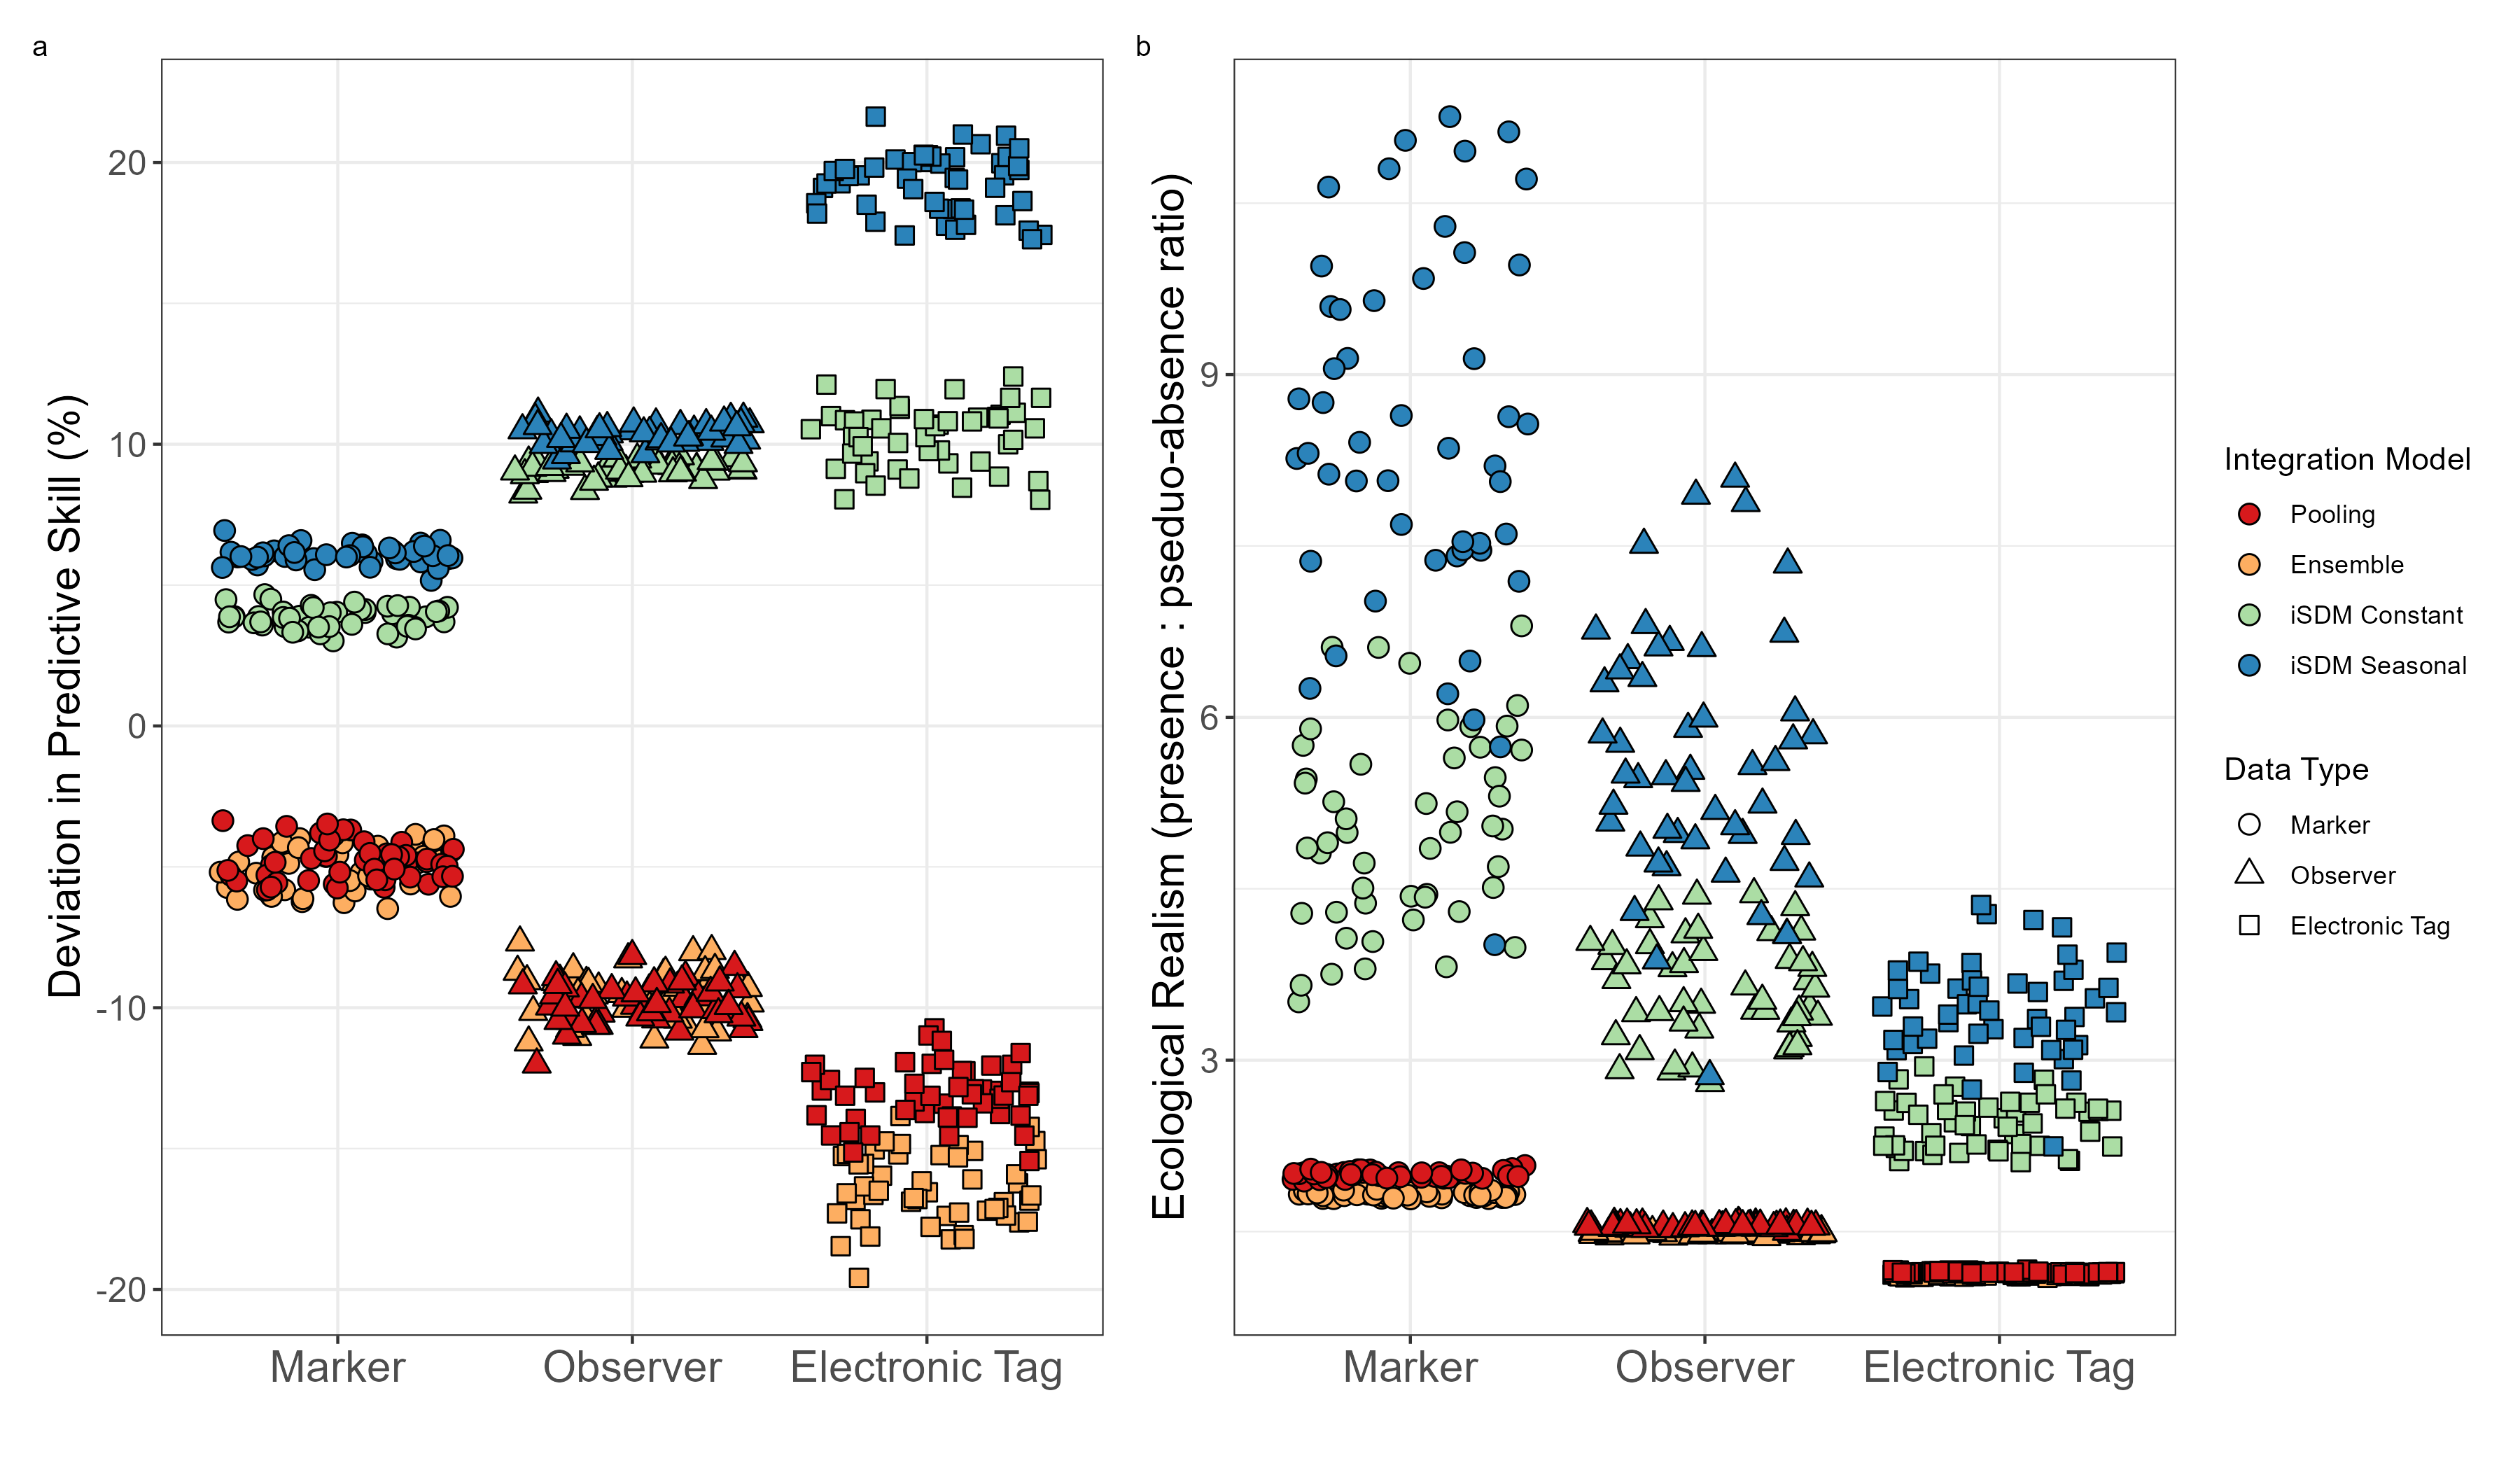 a
Deviation in Predictive Skill (%)
20
10
0
-10
-20
Marker
Observer
Electronic Tag
b
Ecological Realism (presence : pseduo-absence ratio)
9
6
3
Marker
Observer
Electronic Tag
Integration Model
Pooling
Ensemble
iSDM Constant
iSDM Seasonal
Data Type
Marker
Observer
Electronic Tag